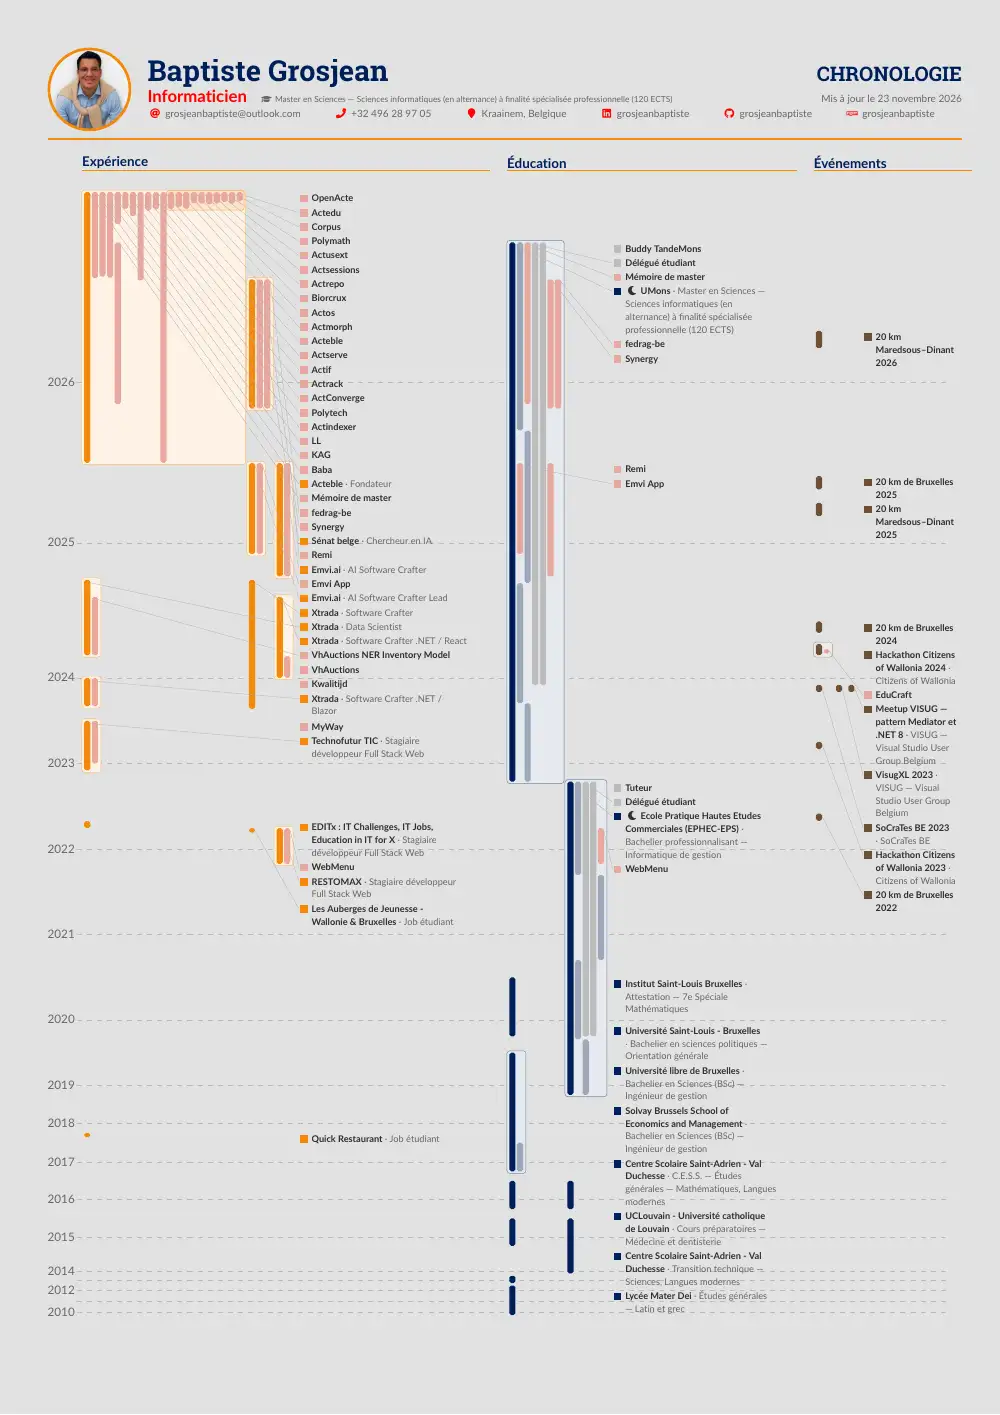 Baptiste Grosjean
CHRONOLOGIE
Informaticien
Master en Sciences — Sciences informatiques (en alternance) à finalité spécialisée professionnelle (120 ECTS)
Mis à jour le 23 novembre 2026
grosjeanbaptiste@outlook.com
+32 496 28 97 05
Kraainem, Belgique
grosjeanbaptiste
grosjeanbaptiste
grosjeanbaptiste
Expérience
OpenActe
Actedu
Corpus
Polymath
Actusext
Actsessions
Actrepo
Biorcrux
Actos
Actmorph
Acteble
Actserve
Actif
Actrack
ActConverge
Polytech
Actindexer
LL
KAG
Baba
Acteble · Fondateur
Mémoire de master
fedrag-be
Synergy
Sénat belge · Chercheur en IA
Remi
Emvi.ai · AI Software Crafter
Emvi App
Emvi.ai · AI Software Crafter Lead
Xtrada · Software Crafter
Xtrada · Data Scientist
Xtrada · Software Crafter .NET / React
VhAuctions NER Inventory Model
VhAuctions
Kwalitijd
Xtrada · Software Crafter .NET /
Blazor
MyWay
Technofutur TIC · Stagiaire
développeur Full Stack Web
EDITx : IT Challenges, IT Jobs,
Education in IT for X · Stagiaire
développeur Full Stack Web
WebMenu
RESTOMAX · Stagiaire développeur
Full Stack Web
Les Auberges de Jeunesse -
Wallonie & Bruxelles · Job étudiant
Quick Restaurant · Job étudiant
Éducation
Buddy TandeMons
Délégué étudiant
Mémoire de master
UMons · Master en Sciences —
Sciences informatiques (en
alternance) à finalité spécialisée
professionnelle (120 ECTS)
fedrag-be
Synergy
Remi
Emvi App
Tuteur
Délégué étudiant
Ecole Pratique Hautes Etudes
Commerciales (EPHEC-EPS) ·
Bachelier professionnalisant —
Informatique de gestion
WebMenu
Institut Saint-Louis Bruxelles ·
Attestation — 7e Spéciale
Mathématiques
Université Saint-Louis - Bruxelles
· Bachelier en sciences politiques —
Orientation générale
Université libre de Bruxelles ·
Bachelier en Sciences (BSc) —
Ingénieur de gestion
Solvay Brussels School of
Economics and Management ·
Bachelier en Sciences (BSc) —
Ingénieur de gestion
Centre Scolaire Saint-Adrien - Val
Duchesse · C.E.S.S. — Études
générales — Mathématiques, Langues
modernes
UCLouvain - Université catholique
de Louvain · Cours préparatoires —
Médecine et dentisterie
Centre Scolaire Saint-Adrien - Val
Duchesse · Transition technique —
Sciences, Langues modernes
Lycée Mater Dei · Études générales
— Latin et grec
Événements
20 km
Maredsous–Dinant
2026
20 km de Bruxelles
2025
20 km
Maredsous–Dinant
2025
20 km de Bruxelles
2024
Hackathon Citizens
of Wallonia 2024 ·
Citizens of Wallonia
EduCraft
Meetup VISUG —
pattern Mediator et
.NET 8 · VISUG —
Visual Studio User
Group Belgium
VisugXL 2023 ·
VISUG — Visual
Studio User Group
Belgium
SoCraTes BE 2023
· SoCraTes BE
Hackathon Citizens
of Wallonia 2023 ·
Citizens of Wallonia
20 km de Bruxelles
2022
2026
2025
2024
2023
2022
2021
2020
2019
2018
2017
2016
2015
2014
2012
2010